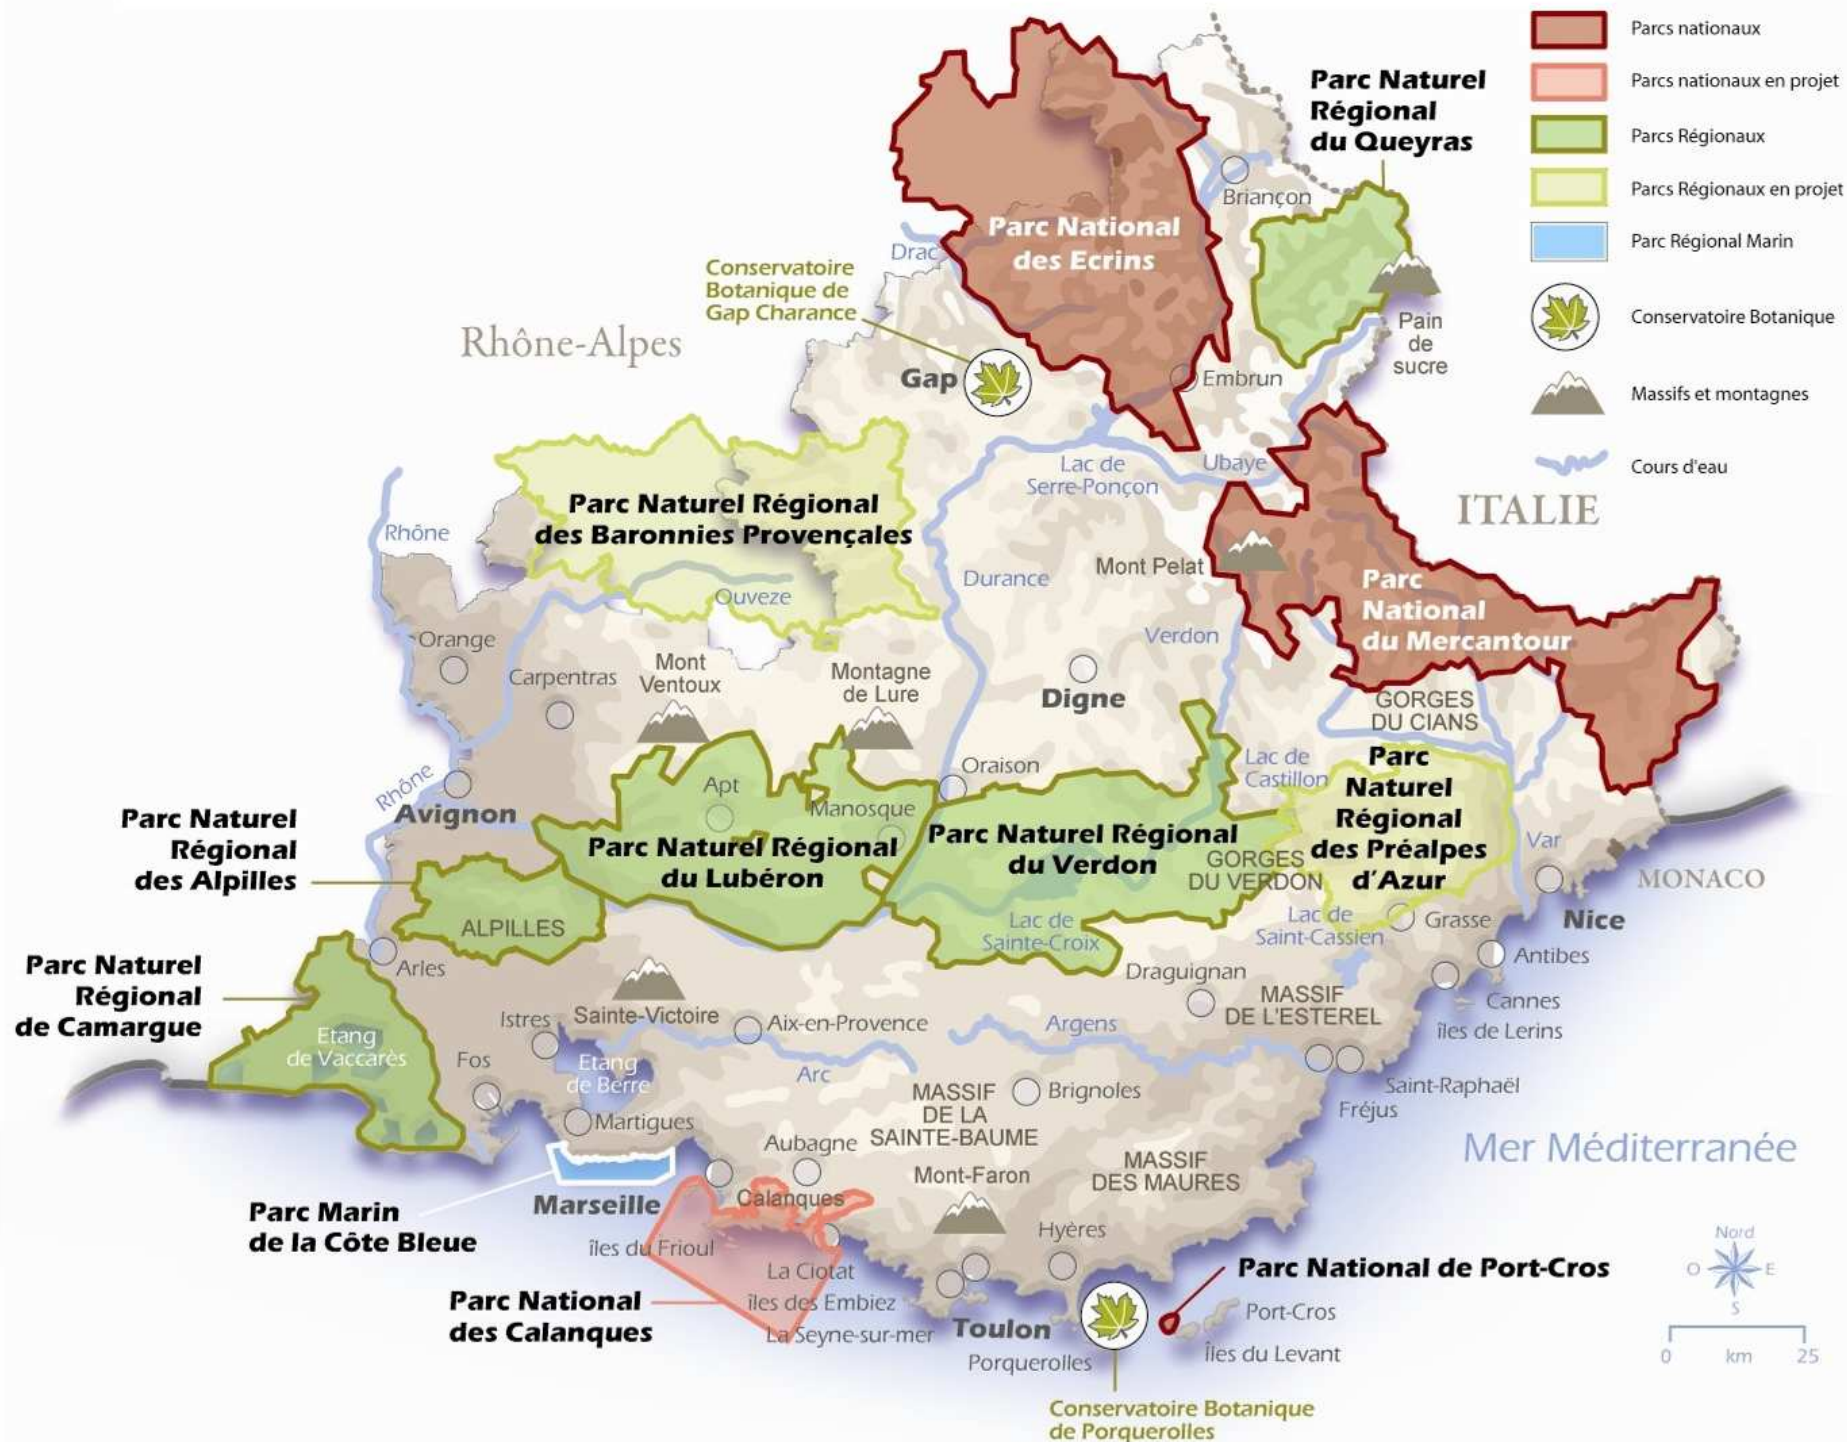 Parcs nationaux
Parcs nationaux en projet
Parcs Régionaux
Parcs Régionaux en projet
Parc Régional Marin
Conservatoire Botanique
Massifs et montagnes
Cours d'eau
Parc Naturel
Régional
du Queyras
Briançon
Parc National
des Ecrins
Drac
Conservatoire
Botanique de
Gap Charance
Rhône-Alpes
Pain
de
sucre
Gap
Embrun
Lac de
Serre-Ponçon
Ubaye
ITALIE
Parc Naturel Régional
des Baronnies Provençales
Rhône
Ouveze
Durance
Mont Pelat
Verdon
Parc
National
du Mercantour
Orange
Carpentras
Mont
Ventoux
Montagne
de Lure
Digne
GORGES
DU CIANS
Rhône
Avignon
Apt
Manosque
Oraison
Lac de
Castillon
Parc
Naturel
Régional
des Préalpes
d'Azur
Var
MONACO
Nice
Parc Naturel
Régional
des Alpilles
ALPILLES
Parc Naturel Régional
du Lubéron
Parc Naturel Régional
du Verdon
GORGES
DU VERDON
Lac de
Sainte-Croix
Lac de
Saint-Cassien
Grasse
Antibes
Cannes
îles de Lerins
Parc Naturel
Régional
de Camargue
Arles
Etang
de Vaccarès
Istres
Fos
Sainte-Victoire
Aix-en-Provence
Argens
Draguignan
MASSIF
DE L'ESTEREL
Saint-Raphaël
Fréjus
Etang
de Berre
Arc
Martigues
MASSIF
DE LA
SAINTE-BAUME
Brignoles
Aubagne
Mont-Faron
MASSIF
DES MAURES
Mer Méditerranée
Parc Marin
de la Côte Bleue
Marseille
Calanques
îles du Frioul
La Ciotat
îles des Embiez
La Seyne-sur-mer
Parc National
des Calanques
Hyères
Toulon
Porquerolles
Parc National de Port-Cros
Port-Cros
Îles du Levant
Conservatoire Botanique
de Porquerolles
Nord
O
E
S
0
km
25